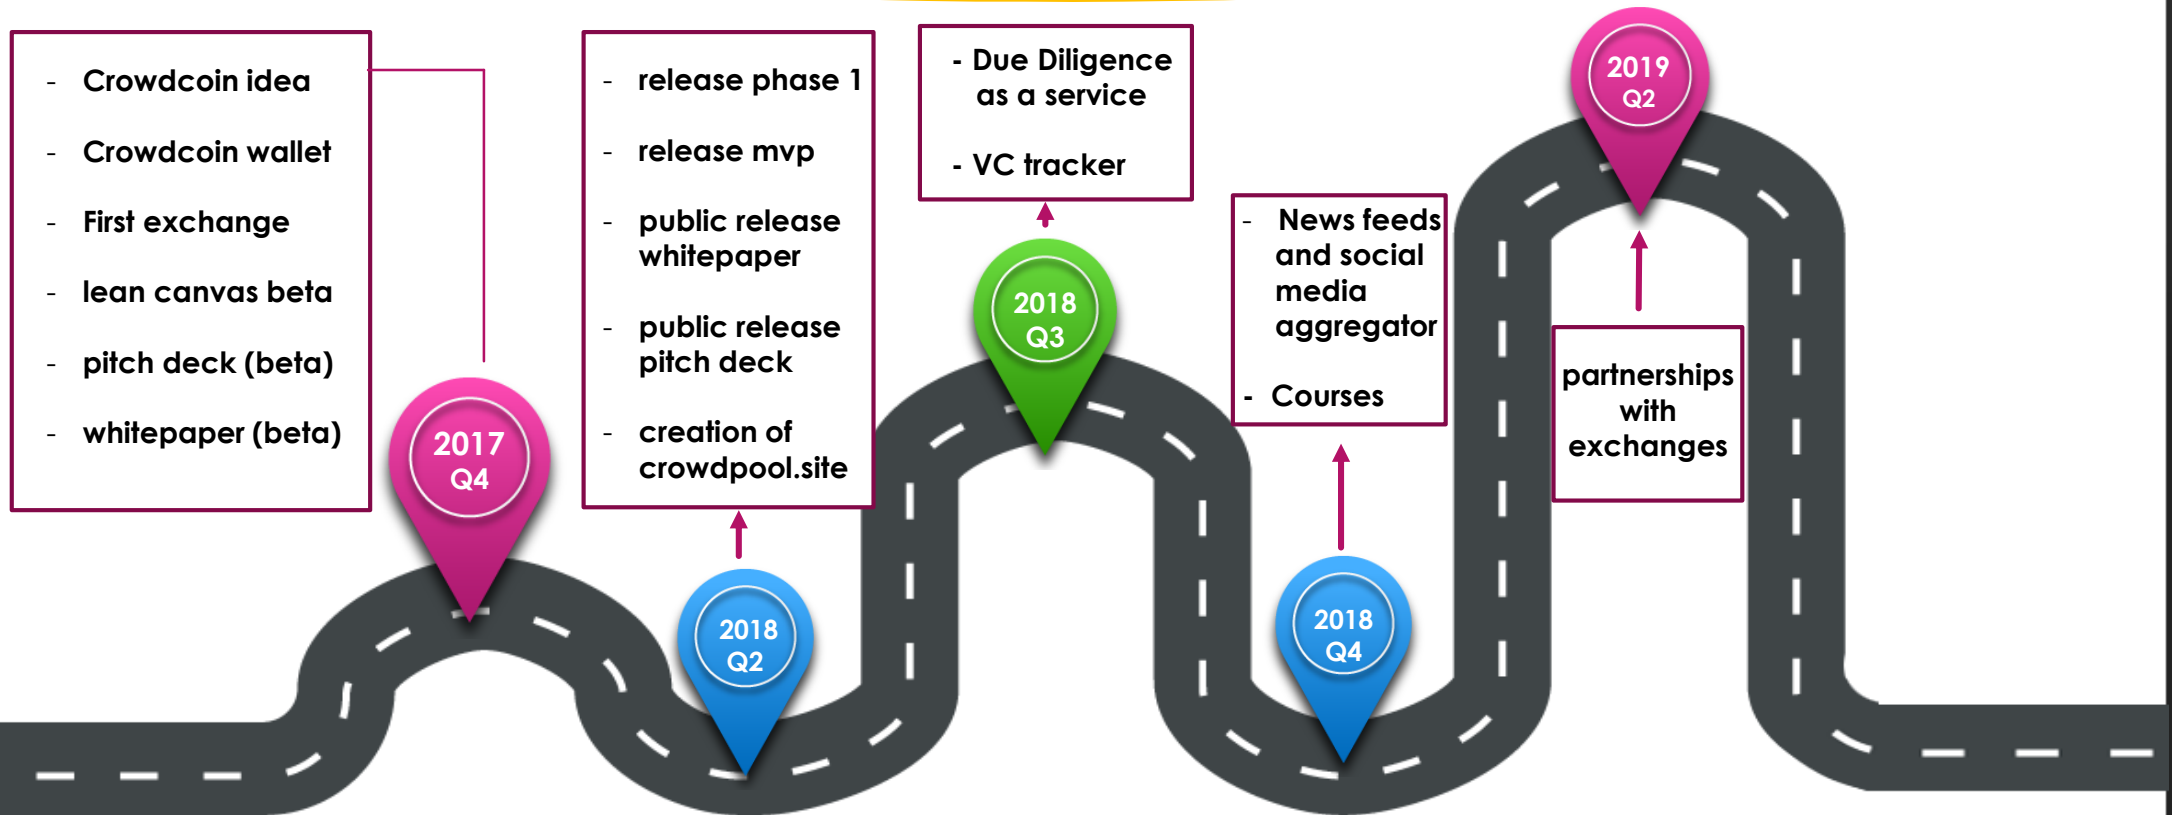 - Crowdcoin idea
- Crowdcoin wallet
- First exchange
- lean canvas beta
- pitch deck (beta)
- whitepaper (beta)
2017
Q4
- release phase 1
- release mvp
- public release
whitepaper
- public release
pitch deck
- creation of
crowdpool.site
2018
Q2
- Due Diligence
as a service
- VC tracker
2018
Q3
- News feeds
and social
media
aggregator
- Courses
2018
Q4
2019
Q2
partnerships
with
exchanges